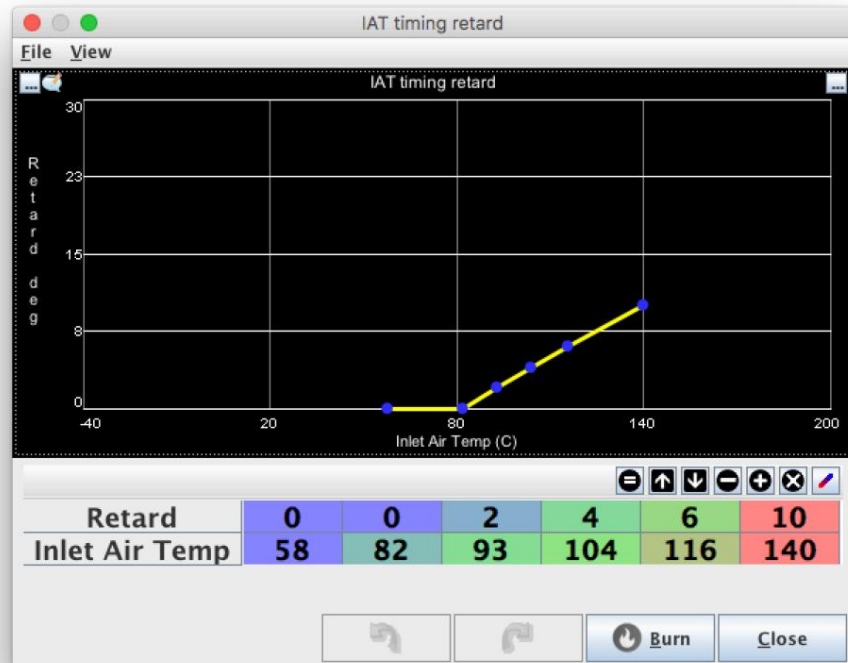 IAT timing retard
File View
... IAT timing retard ...
30
23
15
8
0
Retard deg
-40 20 80 140 200
Inlet Air Temp (C)
Retard 0 0 2 4 6 10
Inlet Air Temp 58 82 93 104 116 140
Burn Close